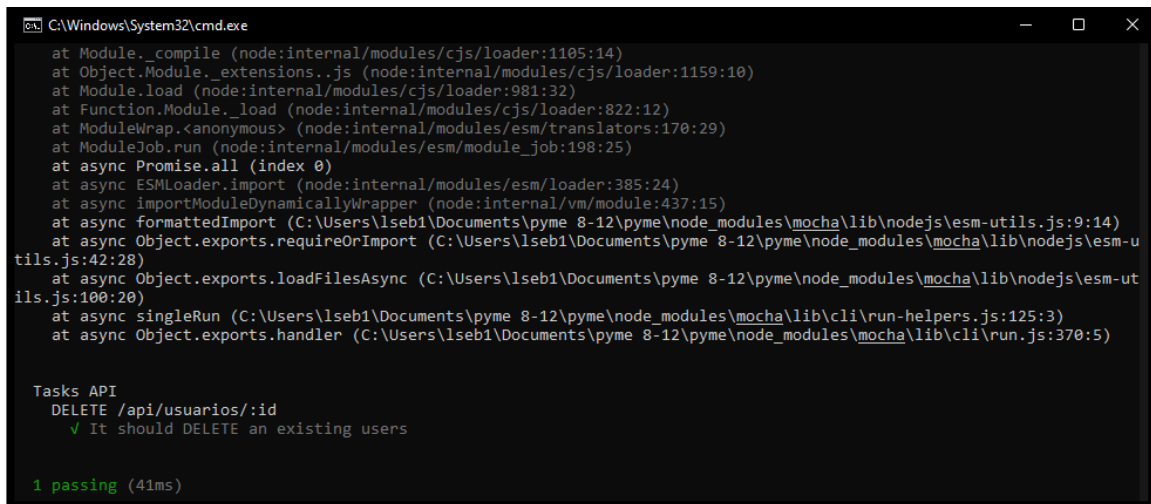 C:\Windows\System32\cmd.exe
at Module._compile (node:internal/modules/cjs/loader:1105:14)
at Object.Module._extensions..js (node:internal/modules/cjs/loader:1159:10)
at Module.load (node:internal/modules/cjs/loader:981:32)
at Function.Module._load (node:internal/modules/cjs/loader:822:12)
at ModuleWrap.<anonymous> (node:internal/modules/esm/translators:170:29)
at ModuleJob.run (node:internal/modules/esm/module_job:198:25)
at async Promise.all (index 0)
at async ESMLoader.import (node:internal/modules/esm/loader:385:24)
at async importModuleDynamicallyWrapper (node:internal/vm/module:437:15)
at async formattedImport (C:\Users\lseb1\Documents\pyme 8-12\pyme\node_modules\mocha\lib\nodejs\esm-utils.js:9:14)
at async Object.exports.requireOrImport (C:\Users\lseb1\Documents\pyme 8-12\pyme\node_modules\mocha\lib\nodejs\esm-u
tils.js:42:28)
at async Object.exports.loadFilesAsync (C:\Users\lseb1\Documents\pyme 8-12\pyme\node_modules\mocha\lib\nodejs\esm-ut
ils.js:100:20)
at async singleRun (C:\Users\lseb1\Documents\pyme 8-12\pyme\node_modules\mocha\lib\cli\run-helpers.js:125:3)
at async Object.exports.handler (C:\Users\lseb1\Documents\pyme 8-12\pyme\node_modules\mocha\lib\cli\run.js:370:5)
Tasks API
DELETE /api/usuarios/:id
√ It should DELETE an existing users
1 passing (41ms)